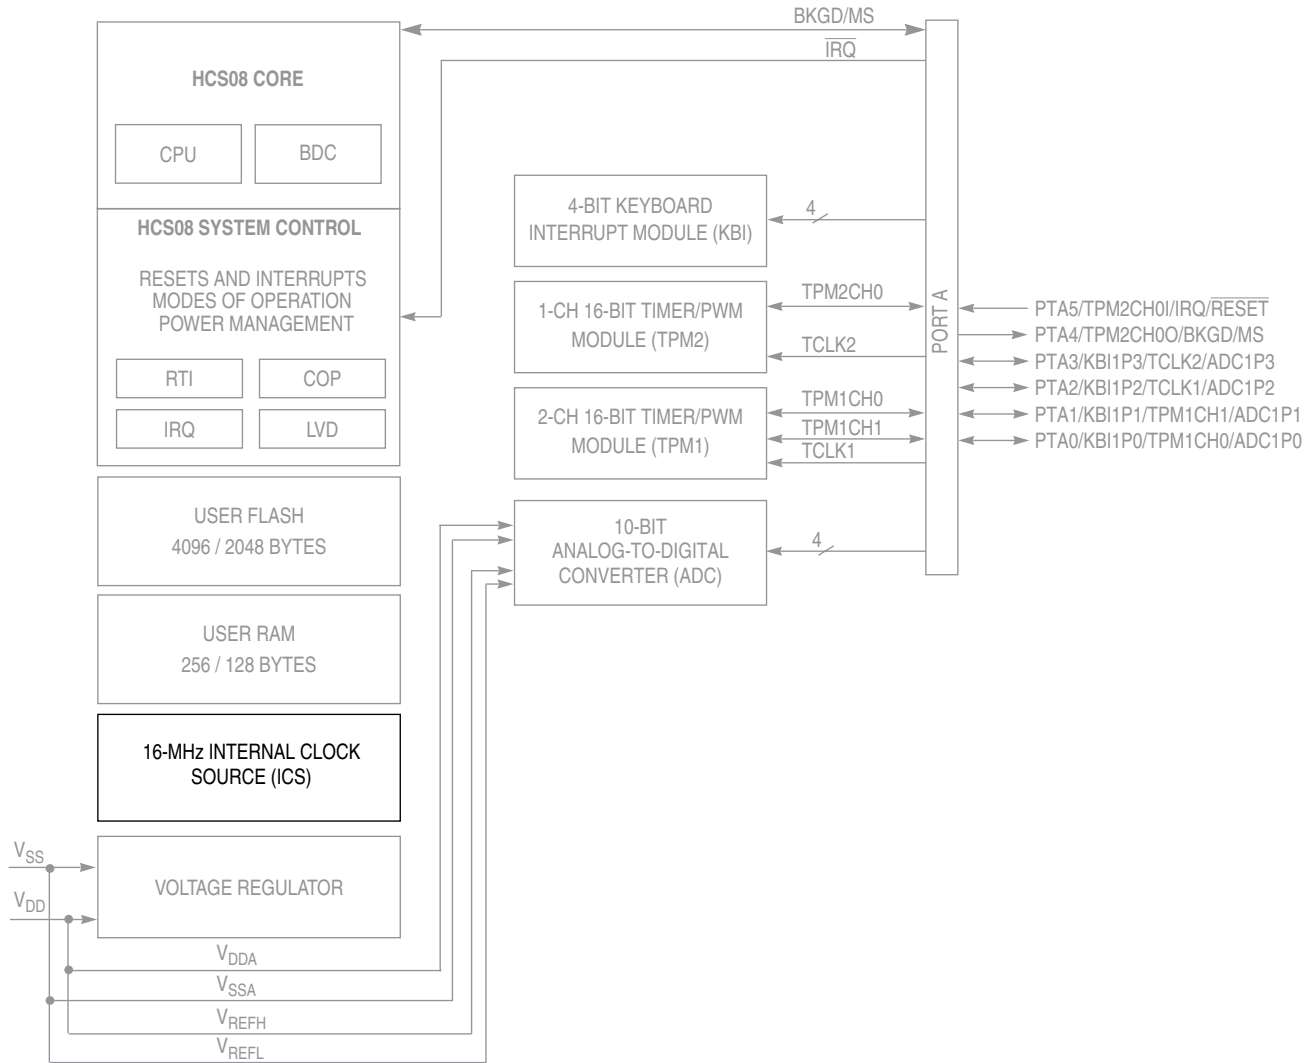 BKGD/MS
IRQ
HCS08 CORE
CPU
BDC
HCS08 SYSTEM CONTROL
RESETS AND INTERRUPTS
MODES OF OPERATION
POWER MANAGEMENT
RTI
COP
IRQ
LVD
USER FLASH
4096 / 2048 BYTES
USER RAM
256 / 128 BYTES
16-MHz INTERNAL CLOCK
SOURCE (ICS)
VOLTAGE REGULATOR
VSS
VDD
VDDA
VSSA
VREFH
VREFL
4-BIT KEYBOARD
INTERRUPT MODULE (KBI)
4
1-CH 16-BIT TIMER/PWM
MODULE (TPM2)
TPM2CH0
TCLK2
2-CH 16-BIT TIMER/PWM
MODULE (TPM1)
TPM1CH0
TPM1CH1
TCLK1
10-BIT
ANALOG-TO-DIGITAL
CONVERTER (ADC)
4
PORT A
PTA5/TPM2CH0I/IRQ/RESET
PTA4/TPM2CH0O/BKGD/MS
PTA3/KBI1P3/TCLK2/ADC1P3
PTA2/KBI1P2/TCLK1/ADC1P2
PTA1/KBI1P1/TPM1CH1/ADC1P1
PTA0/KBI1P0/TPM1CH0/ADC1P0